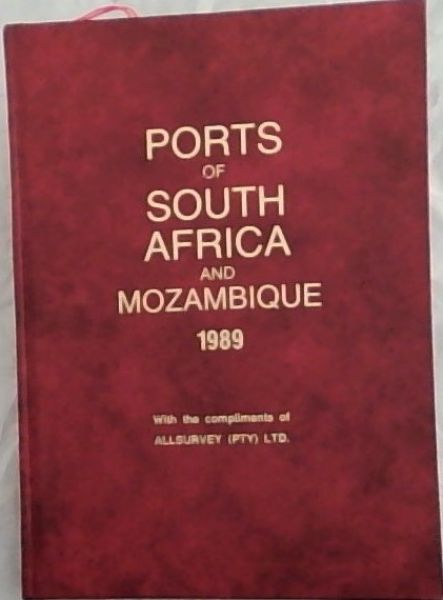 PORTS
OF
SOUTH
AFRICA
AND
MOZAMBIQUE
1989
With the compliments of
ALLSURVEY (PTY) LTD.